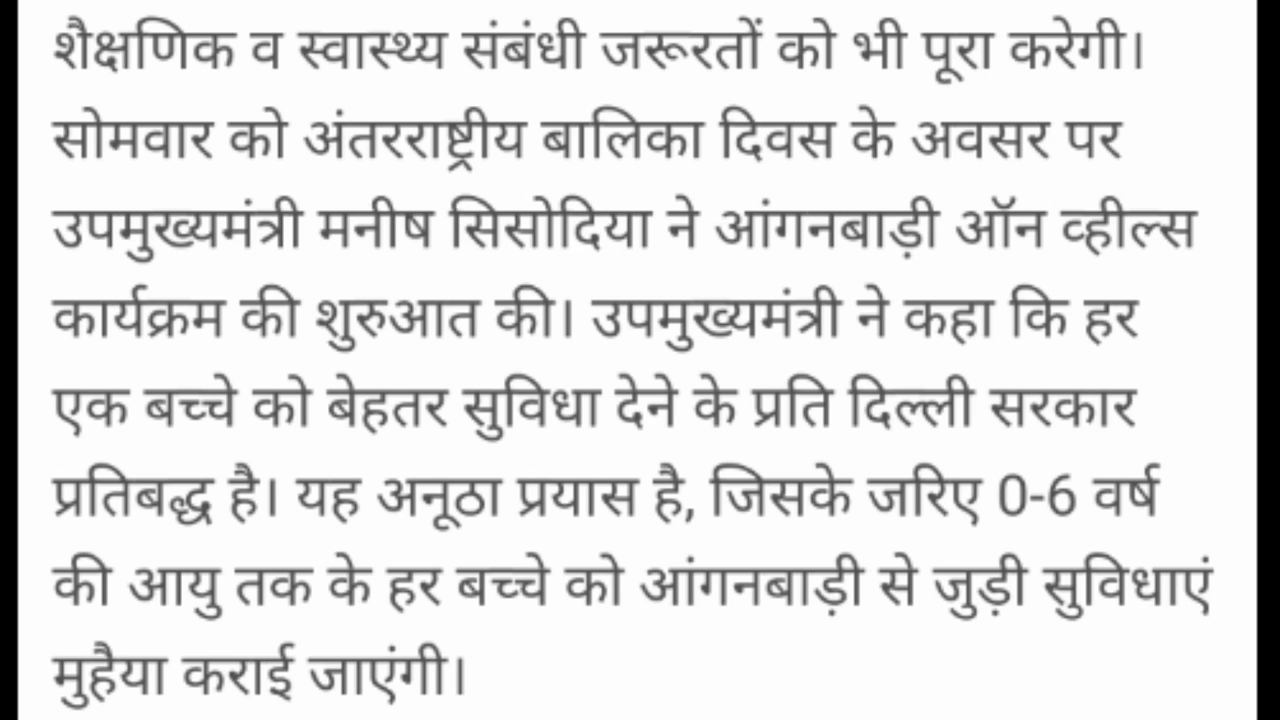 शैक्षणिक व स्वास्थ्य संबंधी जरूरतों को भी पूरा करेगी।
सोमवार को अंतरराष्ट्रीय बालिका दिवस के अवसर पर
उपमुख्यमंत्री मनीष सिसोदिया ने आंगनबाड़ी ऑन व्हील्स
कार्यक्रम की शुरुआत की। उपमुख्यमंत्री ने कहा कि हर
एक बच्चे को बेहतर सुविधा देने के प्रति दिल्ली सरकार
प्रतिबद्ध है। यह अनूठा प्रयास है, जिसके जरिए 0-6 वर्ष
की आयु तक के हर बच्चे को आंगनबाड़ी से जुड़ी सुविधाएं
मुहैया कराई जाएंगी।